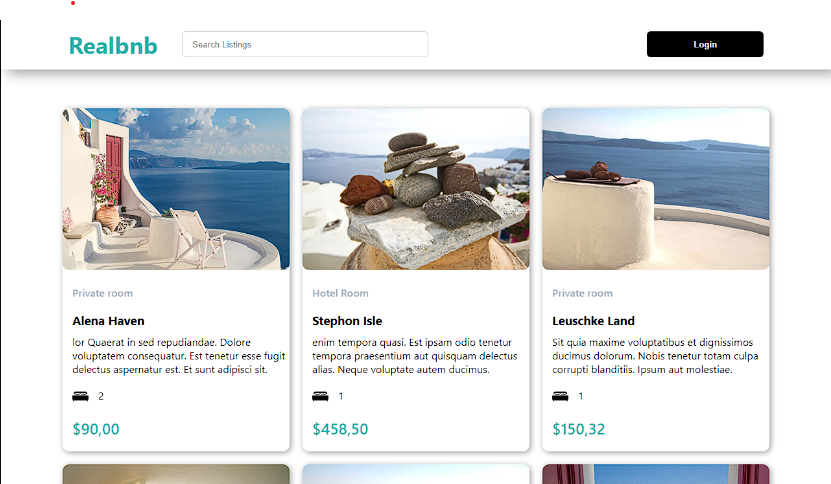 Realbnb
Search Listings
Login
Private room
Alena Haven
lor Quaerat in sed repudiandae. Dolore
voluptatem consequatur. Est tenetur esse fugit
delectus aspernatur est. Et sunt adipisci sit.
2
$90,00
Hotel Room
Stephon Isle
enim tempora quasi. Est ipsam odio tenetur
tempora praesentium aut quisquam delectus
alias. Neque voluptate autem ducimus.
1
$458,50
Private room
Leuschke Land
Sit quia maxime voluptatibus et dignissimos
ducimus dolorum. Nobis tenetur totam culpa
corrupti blanditiis. Ipsum aut molestiae.
1
$150,32